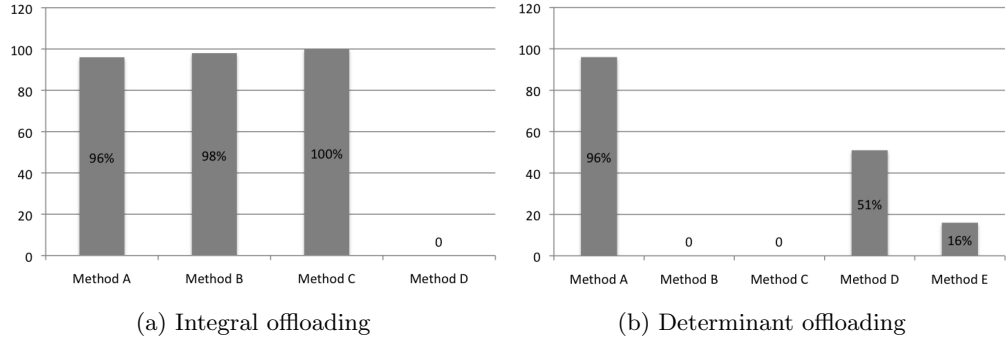 120
100
80
60
40
20
0
96%
98%
100%
0
Method A
Method B
Method C
Method D
(a) Integral offloading
120
100
80
60
40
20
0
96%
0
0
51%
16%
Method A
Method B
Method C
Method D
Method E
(b) Determinant offloading